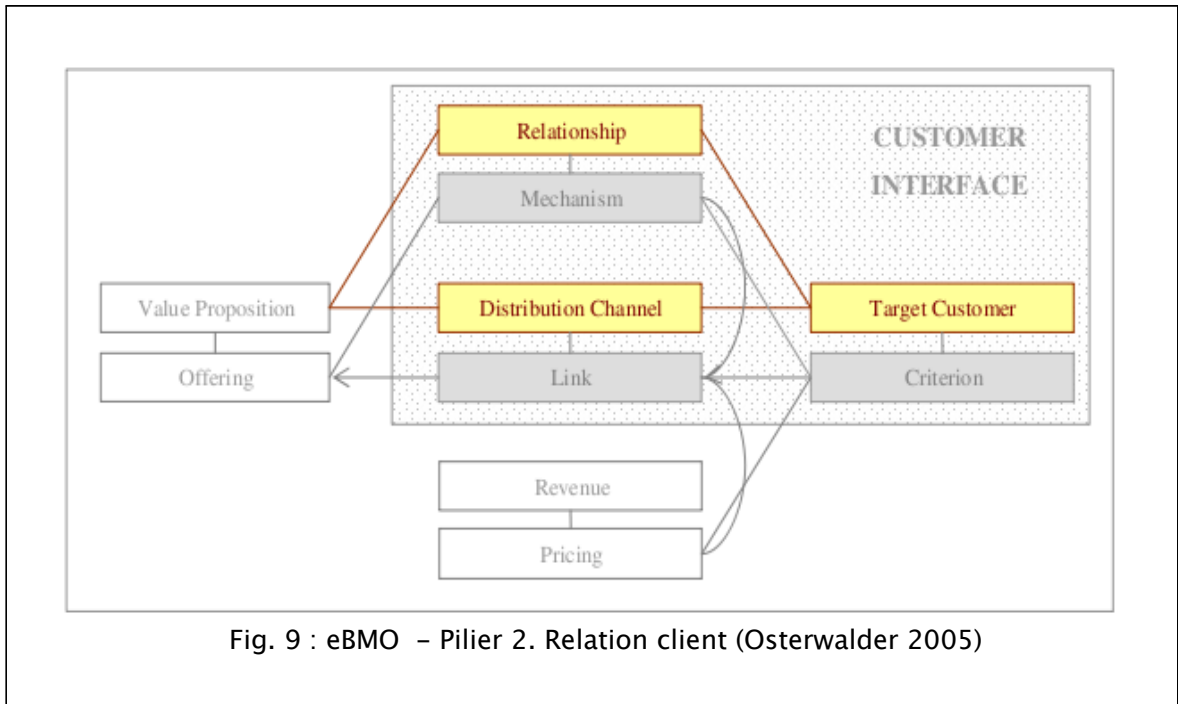 Relationship
CUSTOMER
INTERFACE
Mechanism
Value Proposition
Distribution Channel
Target Customer
Offering
Link
Criterion
Revenue
Pricing
Fig. 9 : eBMO – Pilier 2. Relation client (Osterwalder 2005)